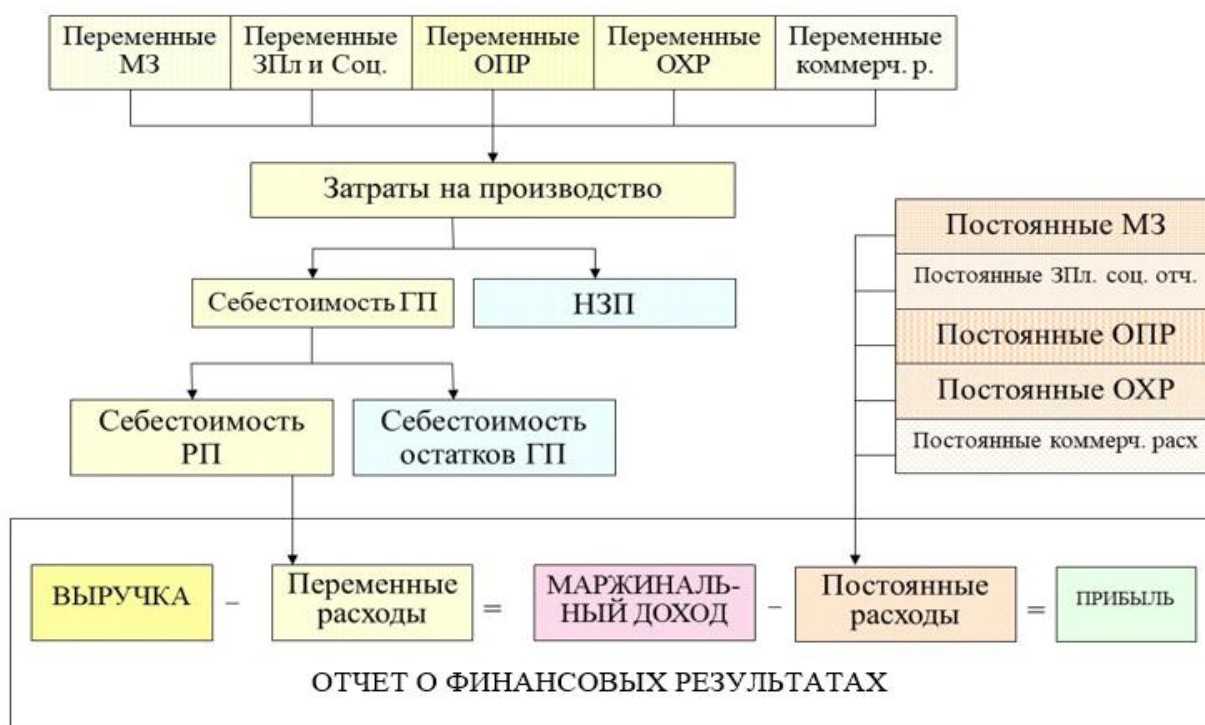 Переменные
МЗ
Переменные
ЗПл и Соц.
Переменные
ОПР
Переменные
ОХР
Переменные
коммерч. р.
Затраты на производство
Себестоимость ГП
НЗП
Себестоимость
РП
Себестоимость
остатков ГП
Постоянные МЗ
Постоянные ЗПл. соц. отч.
Постоянные ОПР
Постоянные ОХР
Постоянные коммерч. расх
ВЫРУЧКА
–
Переменные
расходы
=
МАРЖИНАЛЬ-
НЫЙ ДОХОД
–
Постоянные
расходы
=
ПРИБЫЛЬ
ОТЧЕТ О ФИНАНСОВЫХ РЕЗУЛЬТАТАХ